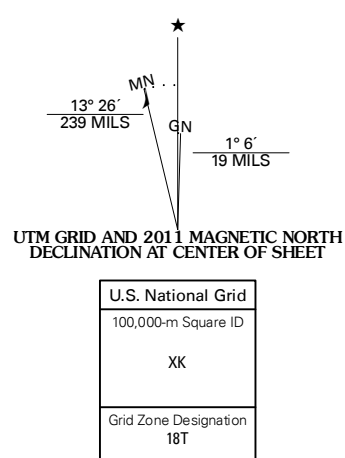 ★
MN
13° 26´
239 MILS
GN
1° 6´
19 MILS
UTM GRID AND 2011 MAGNETIC NORTH
DECLINATION AT CENTER OF SHEET
U.S. National Grid
100,000-m Square ID
XK
Grid Zone Designation
18T